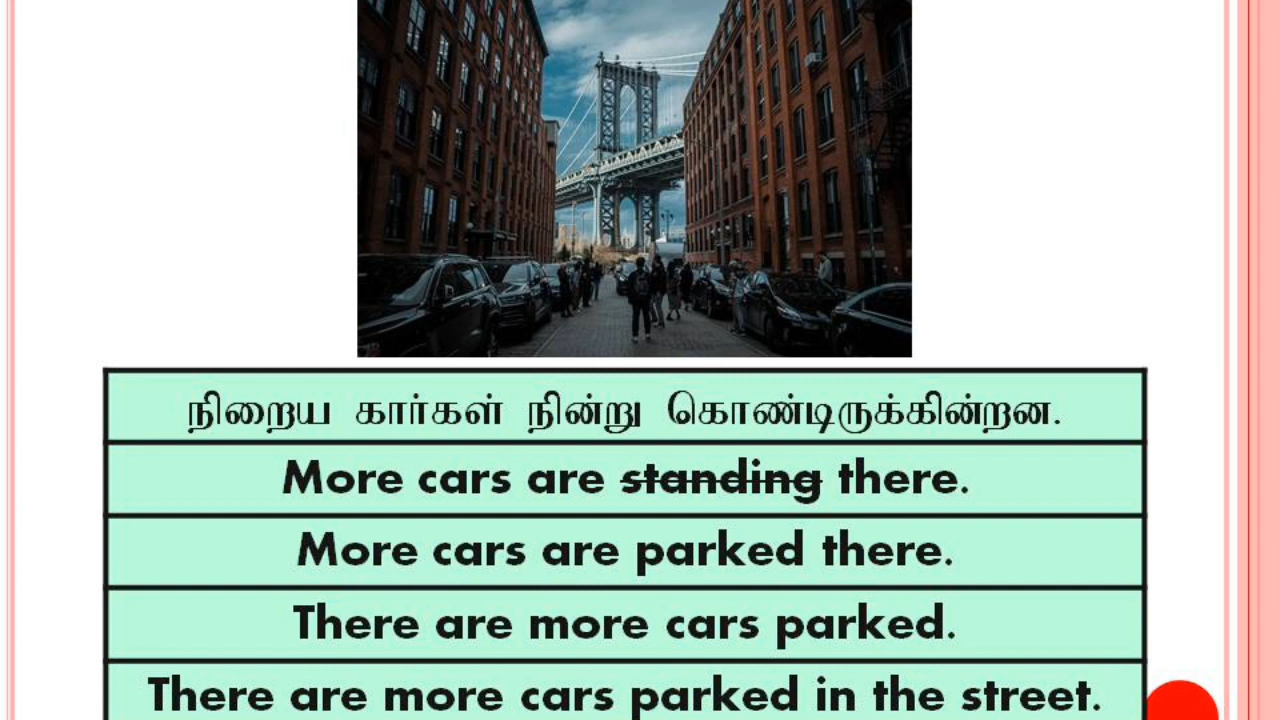 நிறைய கார்கள் நின்று கொண்டிருக்கின்றன.
More cars are standing there.
More cars are parked there.
There are more cars parked.
There are more cars parked in the street.